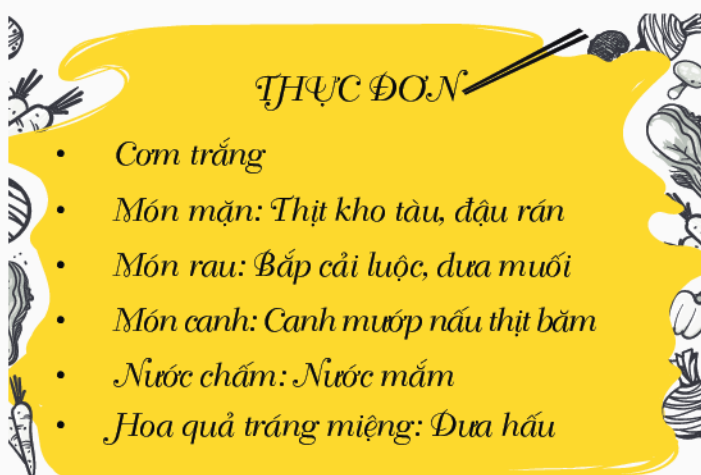 THỰC ĐƠN
• Cơm trắng
• Món mặn: Thịt kho tàu, đậu rán
• Món rau: Bắp cải luộc, dưa muối
• Món canh: Canh mướp nấu thịt băm
• Nước chấm: Nước mắm
• Hoa quả tráng miệng: Dưa hấu